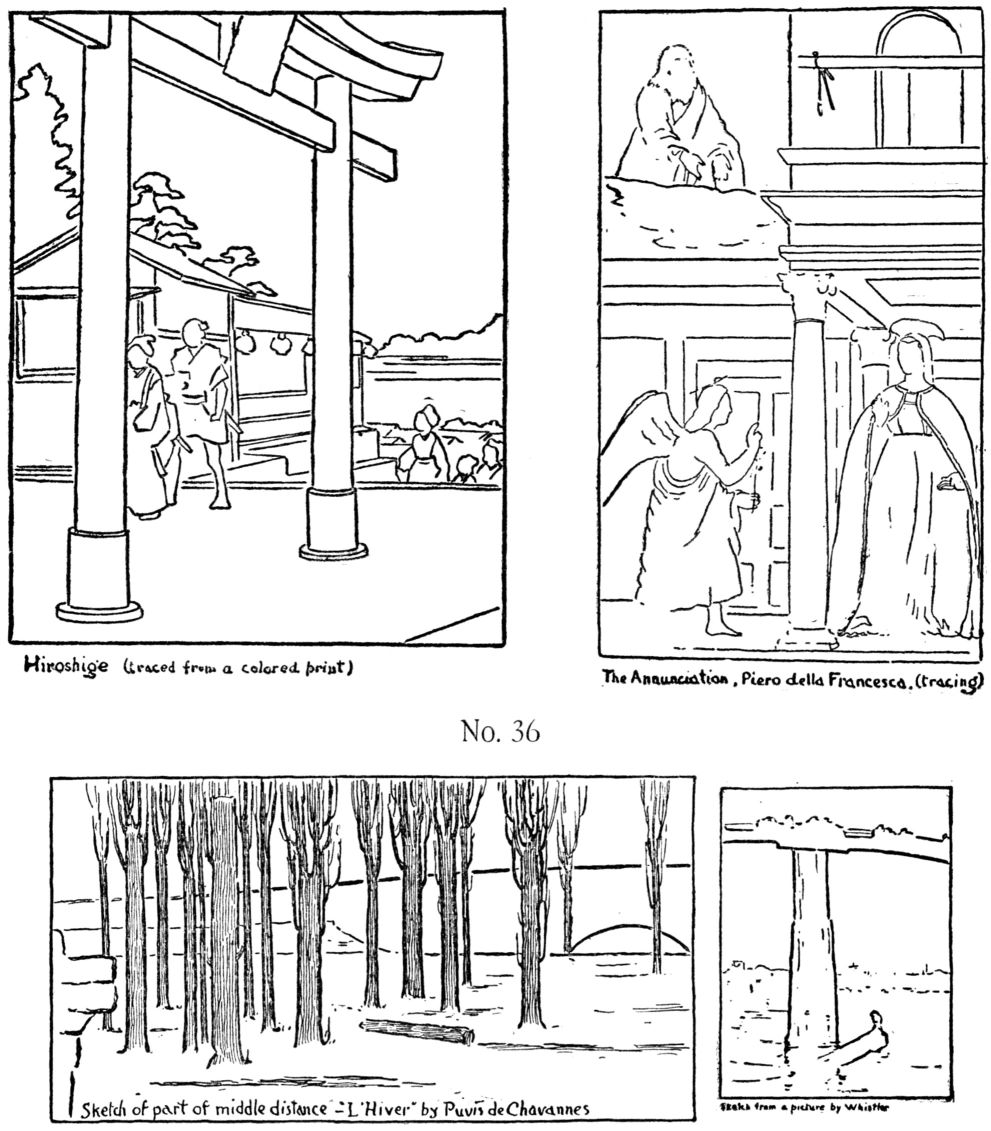 Hiroshige (traced from a colored print)
The Annunciation, Piero della Francesca. (tracing)
No. 36
Sketch of part of middle distance – "L'Hiver" by Puvis de Chavannes
Sketch from a picture by Whistler